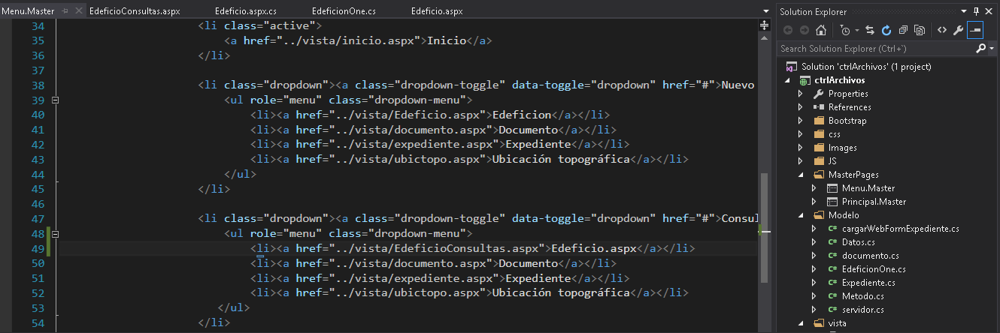 Menu.Master EdeficioConsultas.aspx Edeficio.aspx.cs EdeficionOne.cs Edeficio.aspx
34 <li class="active">
35 <a href="../vista/inicio.aspx">Inicio</a>
36 </li>
37
38 <li class="dropdown"><a class="dropdown-toggle" data-toggle="dropdown" href="#">Nuevo
39 <ul role="menu" class="dropdown-menu">
40 <li><a href="../vista/Edeficio.aspx">Edeficion</a></li>
41 <li><a href="../vista/documento.aspx">Documento</a></li>
42 <li><a href="../vista/expediente.aspx">Expediente</a></li>
43 <li><a href="../vista/ubictopo.aspx">Ubicación topográfica</a></li>
44 </ul>
45 </li>
46
47 <li class="dropdown"><a class="dropdown-toggle" data-toggle="dropdown" href="#">Consul
48 <ul role="menu" class="dropdown-menu">
49 <li><a href="../vista/EdeficioConsultas.aspx">Edeficio.aspx</a></li>
50 <li><a href="../vista/documento.aspx">Documento</a></li>
51 <li><a href="../vista/expediente.aspx">Expediente</a></li>
52 <li><a href="../vista/ubictopo.aspx">Ubicación topográfica</a></li>
53 </ul>
54 </li>
Solution Explorer
Search Solution Explorer (Ctrl+`)
Solution 'ctrlArchivos' (1 project)
ctrlArchivos
Properties
References
Bootstrap
css
Images
JS
MasterPages
Menu.Master
Principal.Master
Modelo
C# cargarWebFormExpediente.cs
C# Datos.cs
C# documento.cs
C# EdeficionOne.cs
C# Expediente.cs
C# Metodo.cs
C# servidor.cs
vista